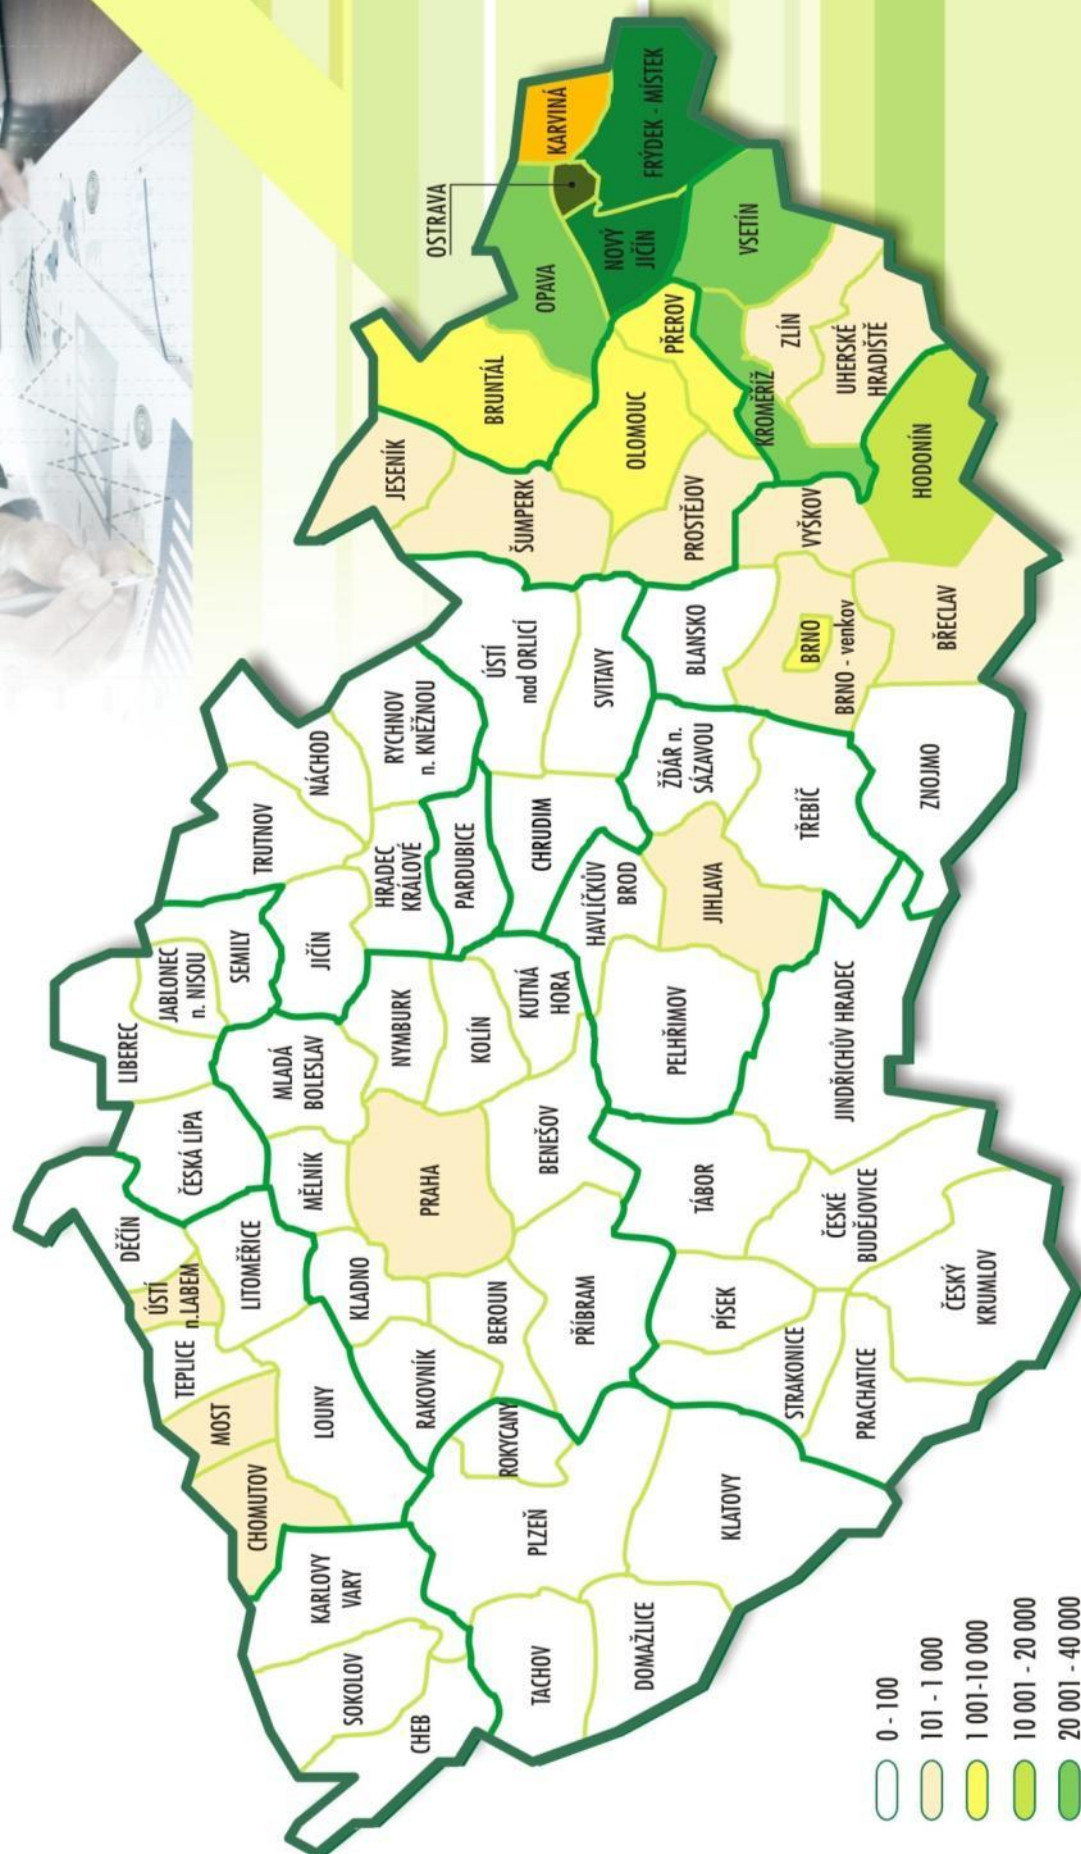 DĚČÍN
ÚSTÍ
n.LABEM
TEPLICE
MOST
CHOMUTOV
LITOMĚŘICE
LOUNY
KARLOVY
VARY
SOKOLOV
CHEB
LIBEREC
JABLONEC
n. NISOU
SEMILY
ČESKÁ LÍPA
TRUTNOV
NÁCHOD
JIČÍN
HRADEC
KRÁLOVÉ
RYCHNOV
n. KNĚŽNOU
MLADÁ
BOLESLAV
MĚLNÍK
NYMBURK
KOLÍN
KUTNÁ
HORA
PRAHA
KLADNO
RAKOVNÍK
BEROUN
BENEŠOV
PŘÍBRAM
PARDUBICE
CHRUDIM
ÚSTÍ
nad ORLICÍ
SVITAVY
ROKYCANY
PLZEŇ
TACHOV
DOMAŽLICE
KLATOVY
PÍSEK
STRAKONICE
PRACHATICE
TÁBOR
ČESKÉ
BUDĚJOVICE
ČESKÝ
KRUMLOV
JINDŘICHŮV HRADEC
PELHŘIMOV
HAVLÍČKŮV
BROD
JIHLAVA
ŽĎÁR n.
SÁZAVOU
TŘEBÍČ
ZNOJMO
BLANSKO
BRNO
BRNO - venkov
VYŠKOV
BŘECLAV
HODONÍN
JESENÍK
ŠUMPERK
OLOMOUC
PROSTĚJOV
PŘEROV
BRUNTÁL
OPAVA
OSTRAVA
KARVINÁ
FRÝDEK - MÍSTEK
NOVÝ
JIČÍN
VSETÍN
KROMĚŘÍŽ
ZLÍN
UHERSKÉ
HRADIŠTĚ
0 - 100
101 - 1 000
1 001-10 000
10 001 - 20 000
20 001 - 40 000